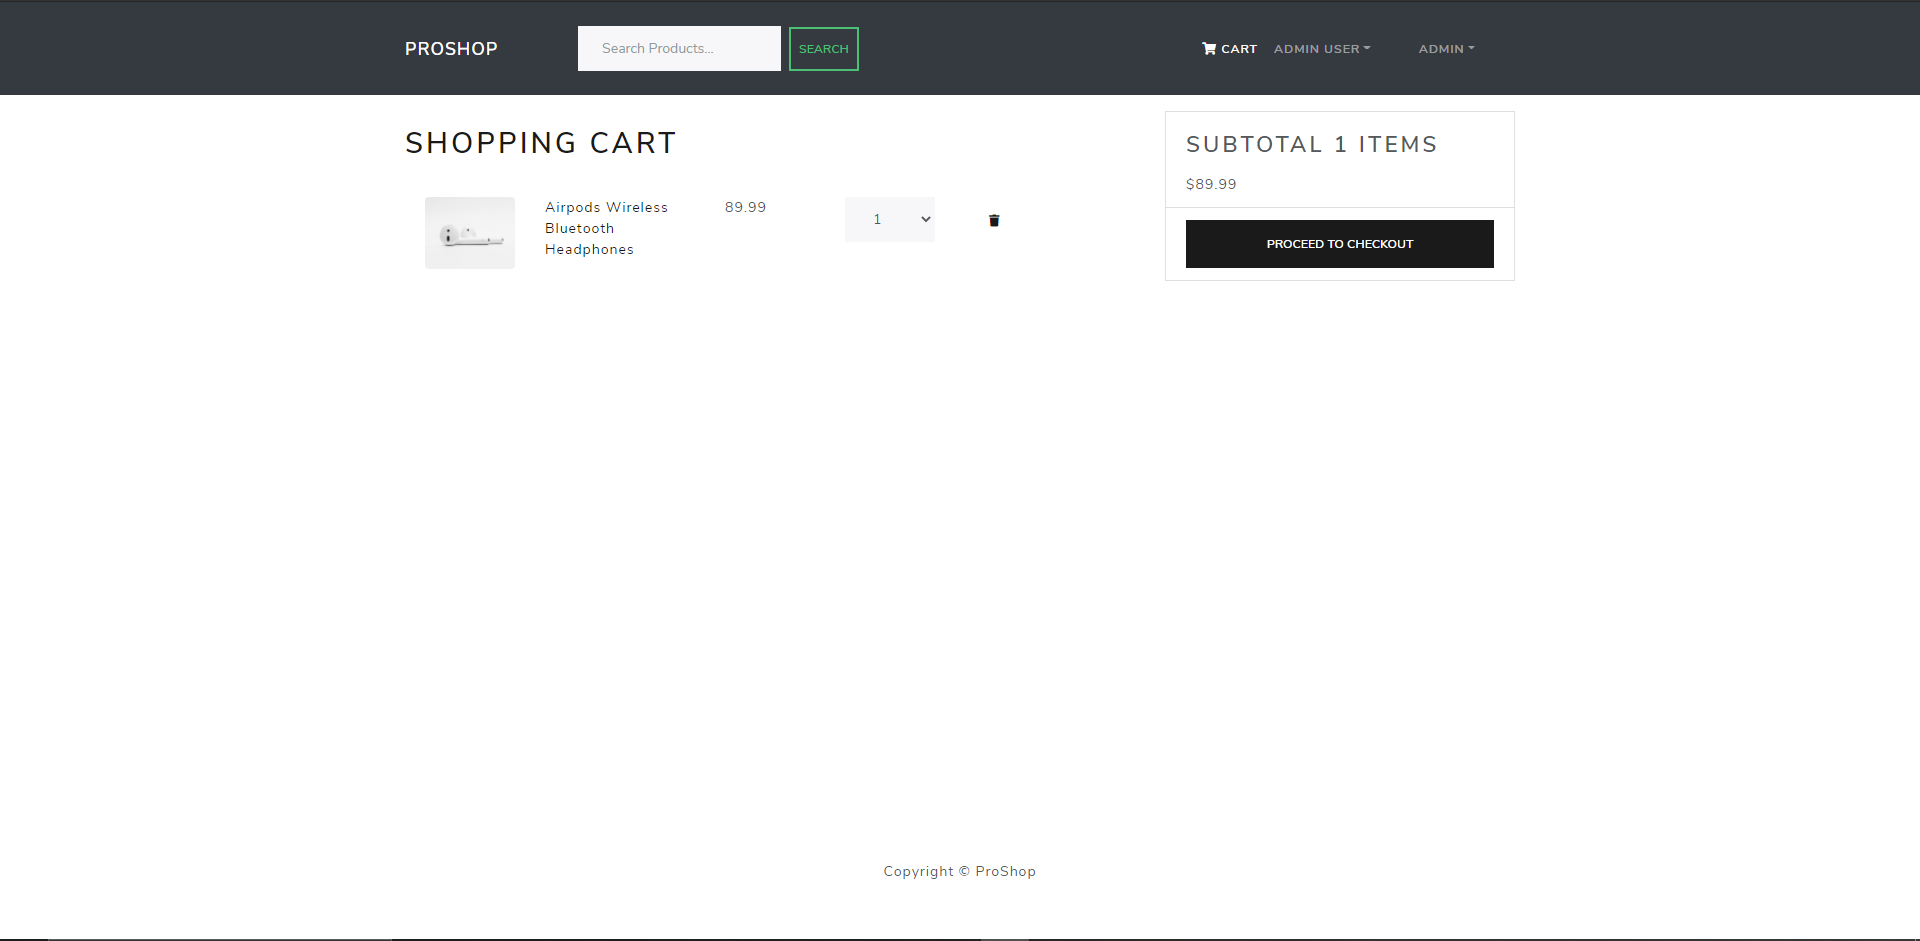 PROSHOP
Search Products...
SEARCH
CART
ADMIN USER
ADMIN
SHOPPING CART
Airpods Wireless
Bluetooth
Headphones
89.99
1
SUBTOTAL 1 ITEMS
$89.99
PROCEED TO CHECKOUT
Copyright © ProShop